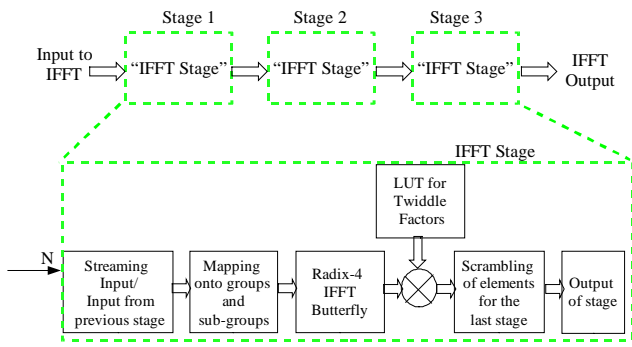 Stage 1
Stage 2
Stage 3
Input to
IFFT
“IFFT Stage”
“IFFT Stage”
“IFFT Stage”
IFFT
Output
IFFT Stage
LUT for
Twiddle
Factors
N
Streaming
Input/
Input from
previous stage
Mapping
onto groups
and
sub-groups
Radix-4
IFFT
Butterfly
Scrambling
of elements
for the
last stage
Output
of stage